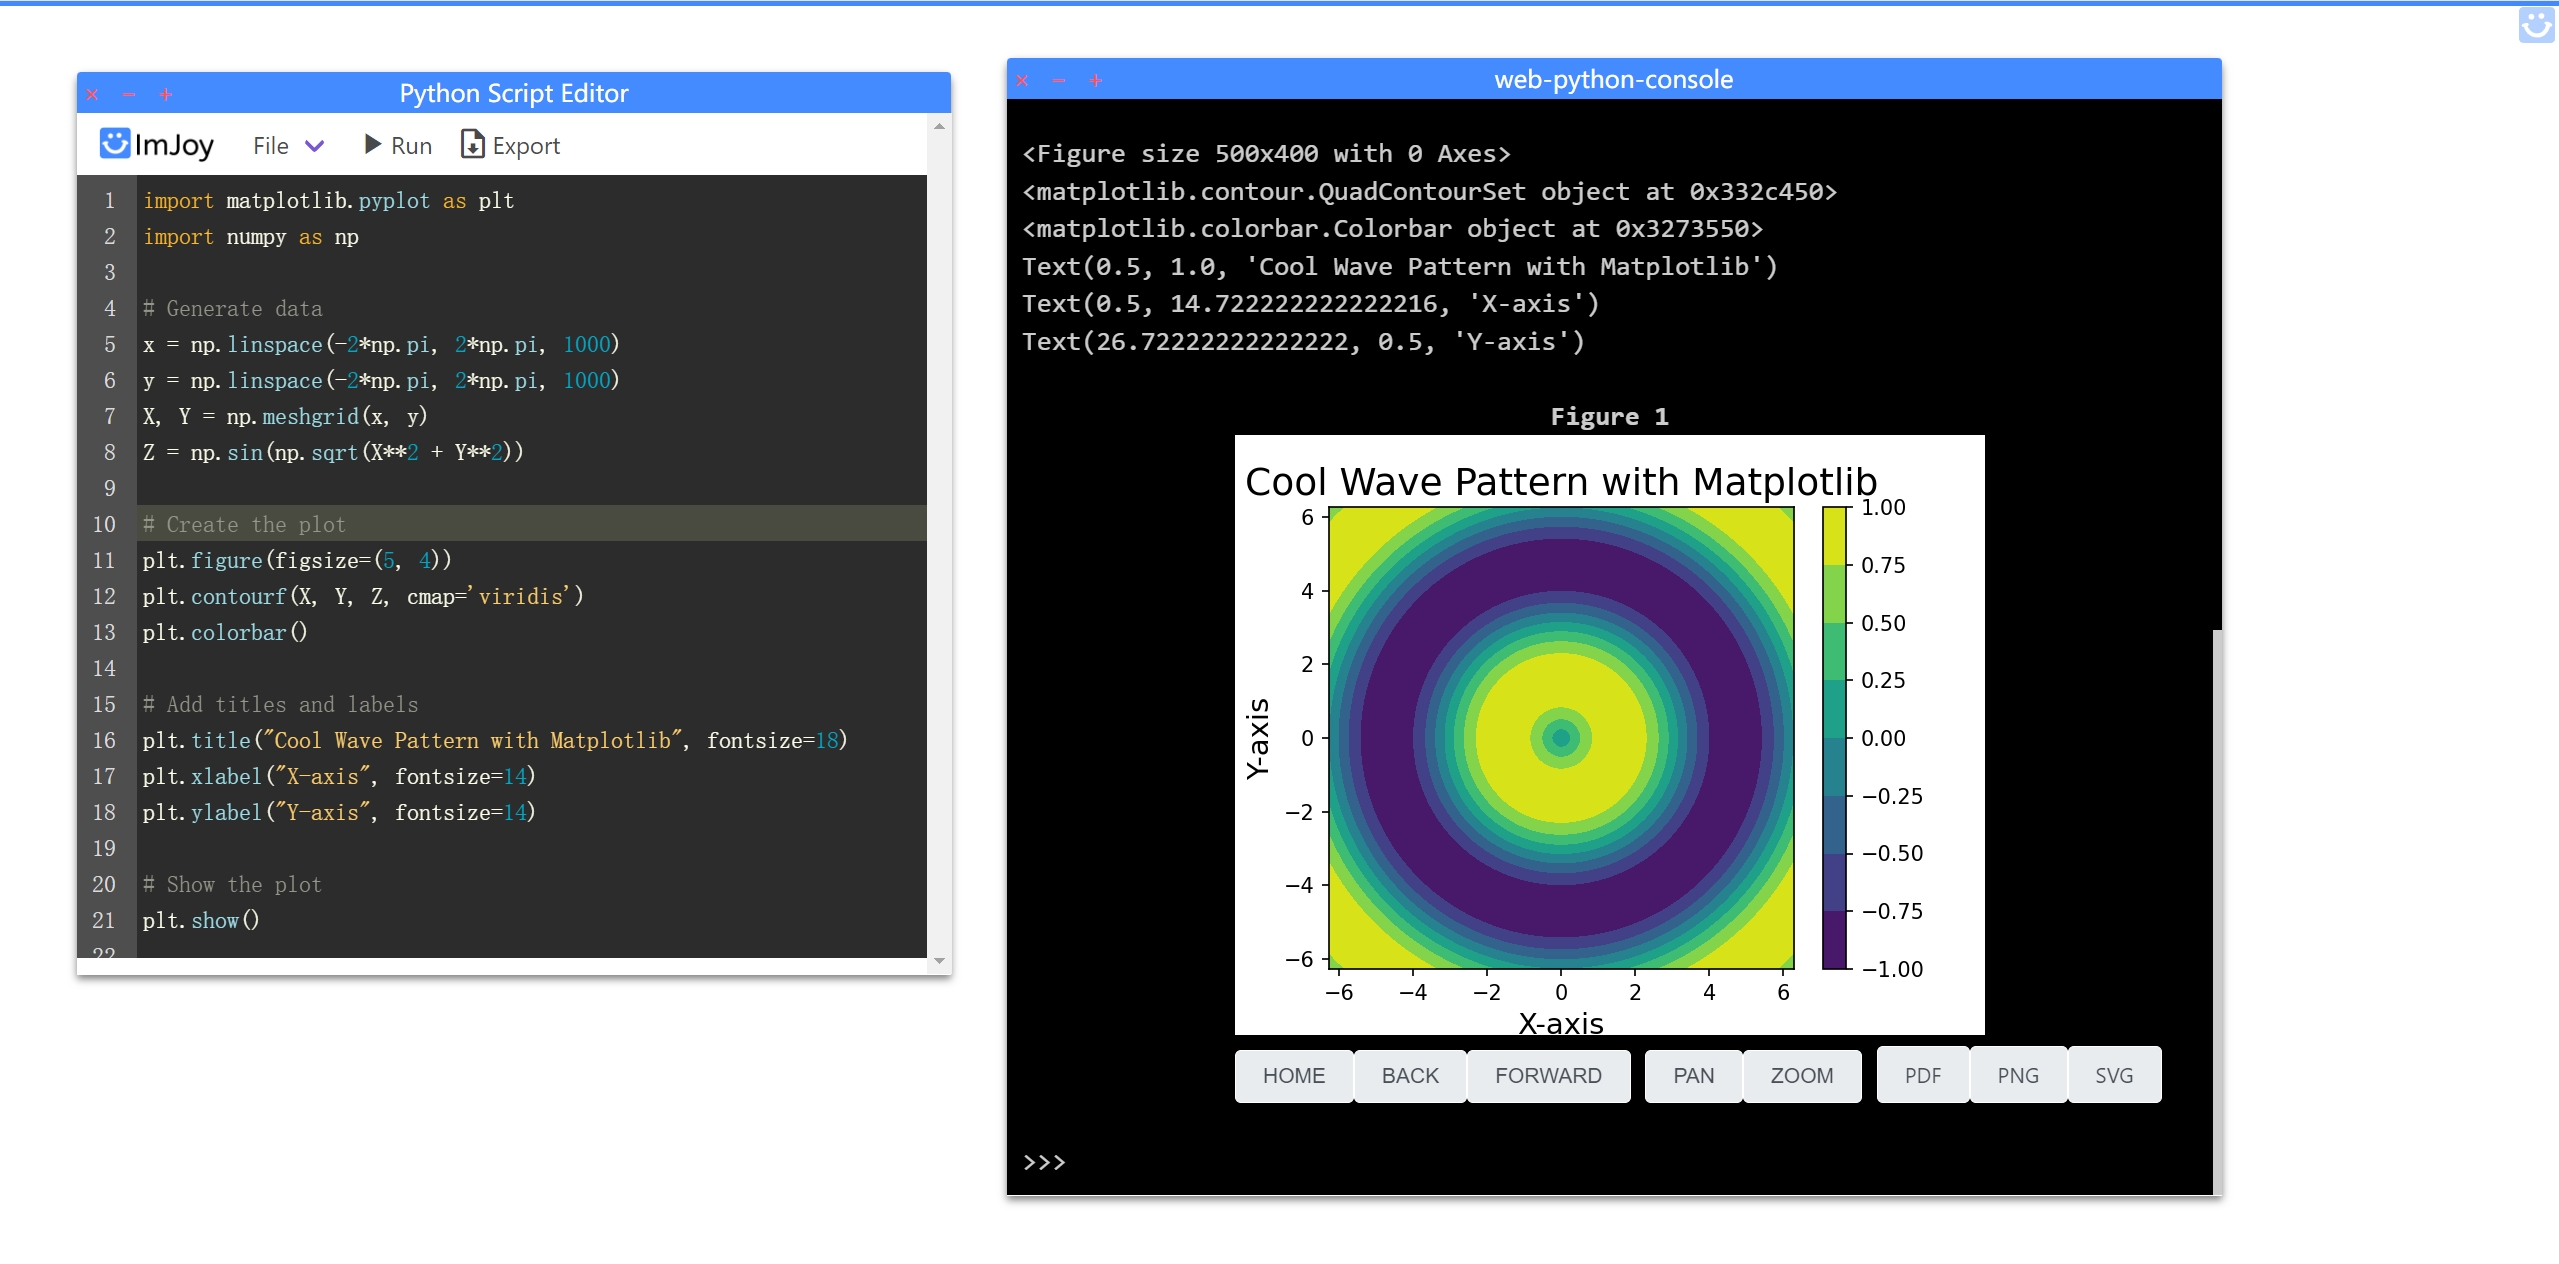 Python Script Editor
ImJoy File Run Export
1 import matplotlib.pyplot as plt
2 import numpy as np
3
4 # Generate data
5 x = np.linspace(-2*np.pi, 2*np.pi, 1000)
6 y = np.linspace(-2*np.pi, 2*np.pi, 1000)
7 X, Y = np.meshgrid(x, y)
8 Z = np.sin(np.sqrt(X**2 + Y**2))
9
10 # Create the plot
11 plt.figure(figsize=(5, 4))
12 plt.contourf(X, Y, Z, cmap='viridis')
13 plt.colorbar()
14
15 # Add titles and labels
16 plt.title("Cool Wave Pattern with Matplotlib", fontsize=18)
17 plt.xlabel("X-axis", fontsize=14)
18 plt.ylabel("Y-axis", fontsize=14)
19
20 # Show the plot
21 plt.show()
22
web-python-console
<Figure size 500x400 with 0 Axes>
<matplotlib.contour.QuadContourSet object at 0x332c450>
<matplotlib.colorbar.Colorbar object at 0x3273550>
Text(0.5, 1.0, 'Cool Wave Pattern with Matplotlib')
Text(0.5, 14.722222222222216, 'X-axis')
Text(26.72222222222222, 0.5, 'Y-axis')
Figure 1
Cool Wave Pattern with Matplotlib
6
4
2
0
−2
−4
−6
Y-axis
−6 −4 −2 0 2 4 6
X-axis
1.00
0.75
0.50
0.25
0.00
−0.25
−0.50
−0.75
−1.00
HOME BACK FORWARD PAN ZOOM PDF PNG SVG
>>>